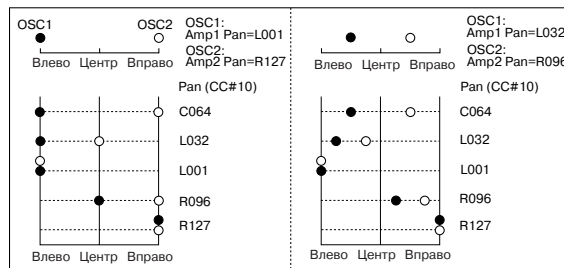 OSC1 OSC2
OSC1:
Amp1 Pan=L001
OSC2:
Amp2 Pan=R127
Влево Центр Вправо
Pan (CC#10)
C064
L032
L001
R096
R127
Влево Центр Вправо
OSC1:
Amp1 Pan=L032
OSC2:
Amp2 Pan=R096
Влево Центр Вправо
Pan (CC#10)
C064
L032
L001
R096
R127
Влево Центр Вправо